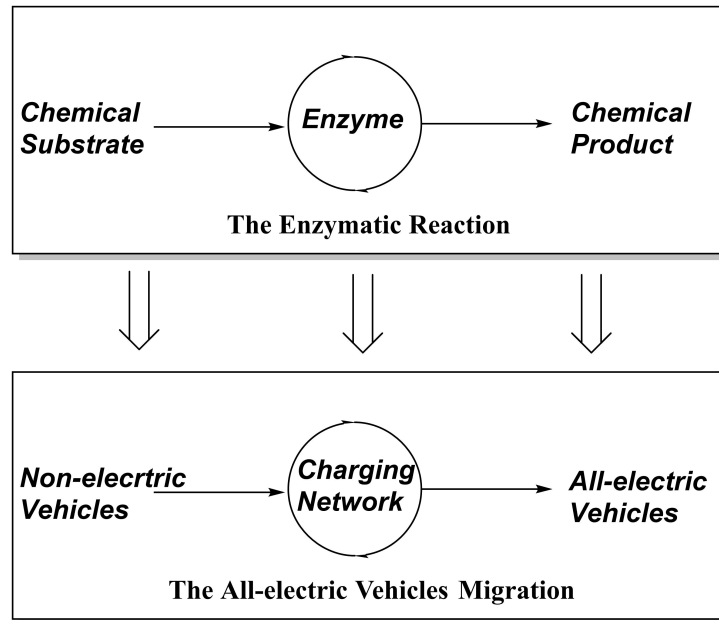 Chemical
Substrate
Enzyme
Chemical
Product
The Enzymatic Reaction
Non-elecrtric
Vehicles
Charging
Network
All-electric
Vehicles
The All-electric Vehicles Migration